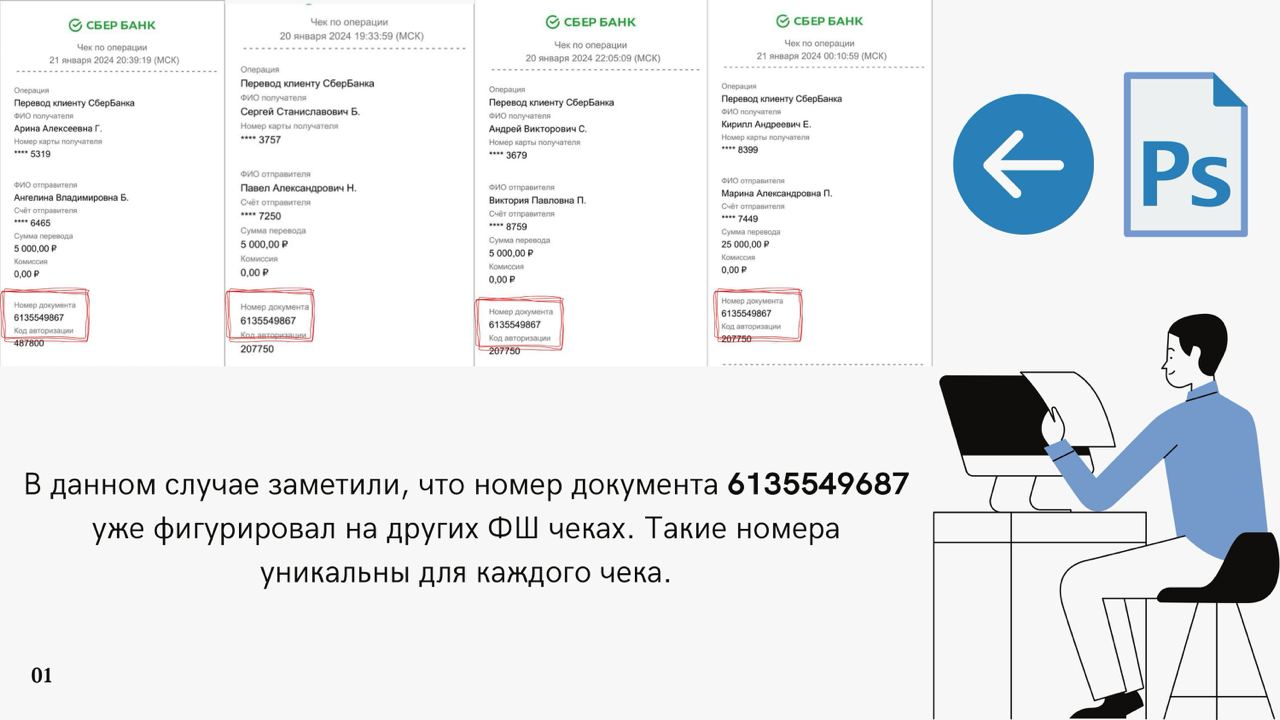 СБЕР БАНК
Чек по операции
21 января 2024 20:39:19 (МСК)
Операция
Перевод клиенту СберБанка
ФИО получателя
Арина Алексеевна Г.
Номер карты получателя
**** 5319
ФИО отправителя
Ангелина Владимировна Б.
Счёт отправителя
**** 6465
Сумма перевода
5 000,00 ₽
Комиссия
0,00 ₽
Номер документа
6135549867
Код авторизации
487800
Чек по операции
20 января 2024 19:33:59 (МСК)
Операция
Перевод клиенту СберБанка
ФИО получателя
Сергей Станиславович Б.
Номер карты получателя
**** 3757
ФИО отправителя
Павел Александрович Н.
Счёт отправителя
**** 7250
Сумма перевода
5 000,00 ₽
Комиссия
0,00 ₽
Номер документа
6135549867
Код авторизации
207750
СБЕР БАНК
Чек по операции
20 января 2024 22:05:09 (МСК)
Операция
Перевод клиенту СберБанка
ФИО получателя
Андрей Викторович С.
Номер карты получателя
**** 3679
ФИО отправителя
Виктория Павловна П.
Счёт отправителя
**** 8759
Сумма перевода
5 000,00 ₽
Комиссия
0,00 ₽
Номер документа
6135549867
Код авторизации
207750
СБЕР БАНК
Чек по операции
21 января 2024 00:10:59 (МСК)
Операция
Перевод клиенту СберБанка
ФИО получателя
Кирилл Андреевич Е.
Номер карты получателя
**** 8399
ФИО отправителя
Марина Александровна П.
Счёт отправителя
**** 7449
Сумма перевода
25 000,00 ₽
Комиссия
0,00 ₽
Номер документа
6135549867
Код авторизации
207750
Ps
В данном случае заметили, что номер документа 6135549687
уже фигурировал на других ФШ чеках. Такие номера
уникальны для каждого чека.
01